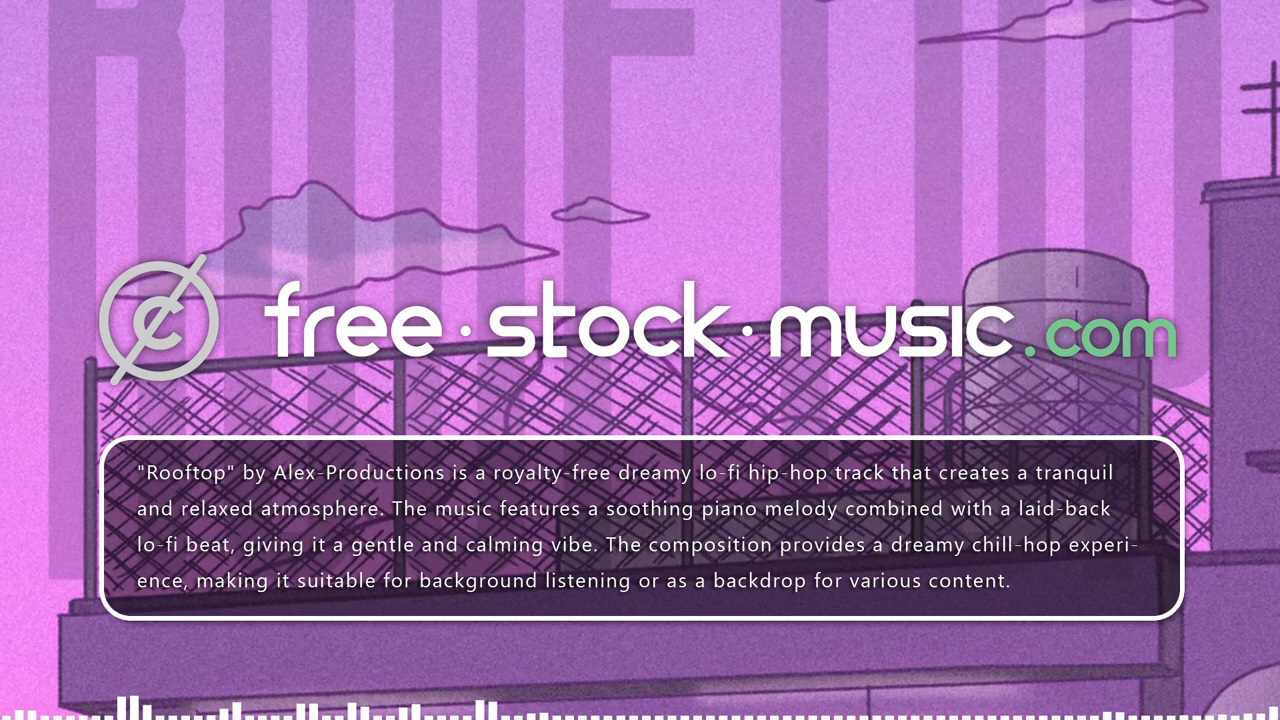 free·stock·music.com
"Rooftop" by Alex-Productions is a royalty-free dreamy lo-fi hip-hop track that creates a tranquil
and relaxed atmosphere. The music features a soothing piano melody combined with a laid-back
lo-fi beat, giving it a gentle and calming vibe. The composition provides a dreamy chill-hop experi-
ence, making it suitable for background listening or as a backdrop for various content.